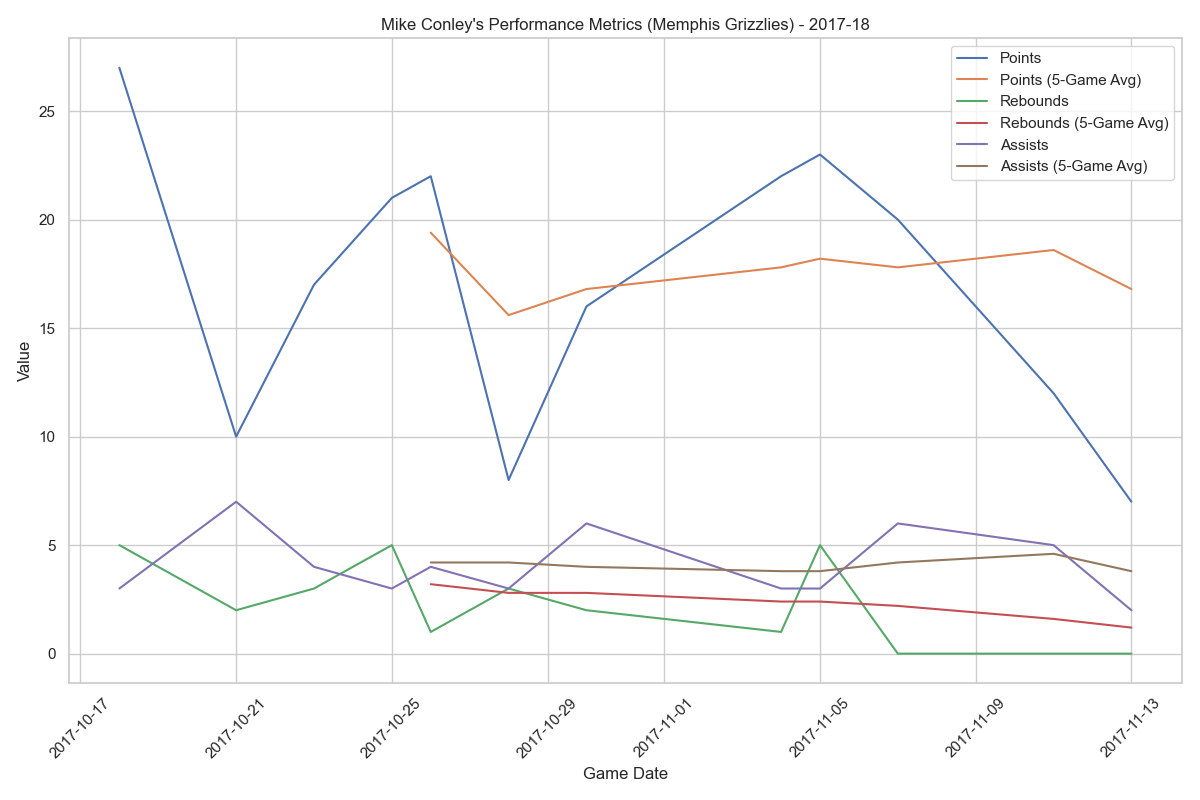 Mike Conley's Performance Metrics (Memphis Grizzlies) - 2017-18
Points
Points (5-Game Avg)
Rebounds
Rebounds (5-Game Avg)
Assists
Assists (5-Game Avg)
Value
25
20
15
10
5
0
2017-10-17
2017-10-21
2017-10-25
2017-10-29
2017-11-01
2017-11-05
2017-11-09
2017-11-13
Game Date